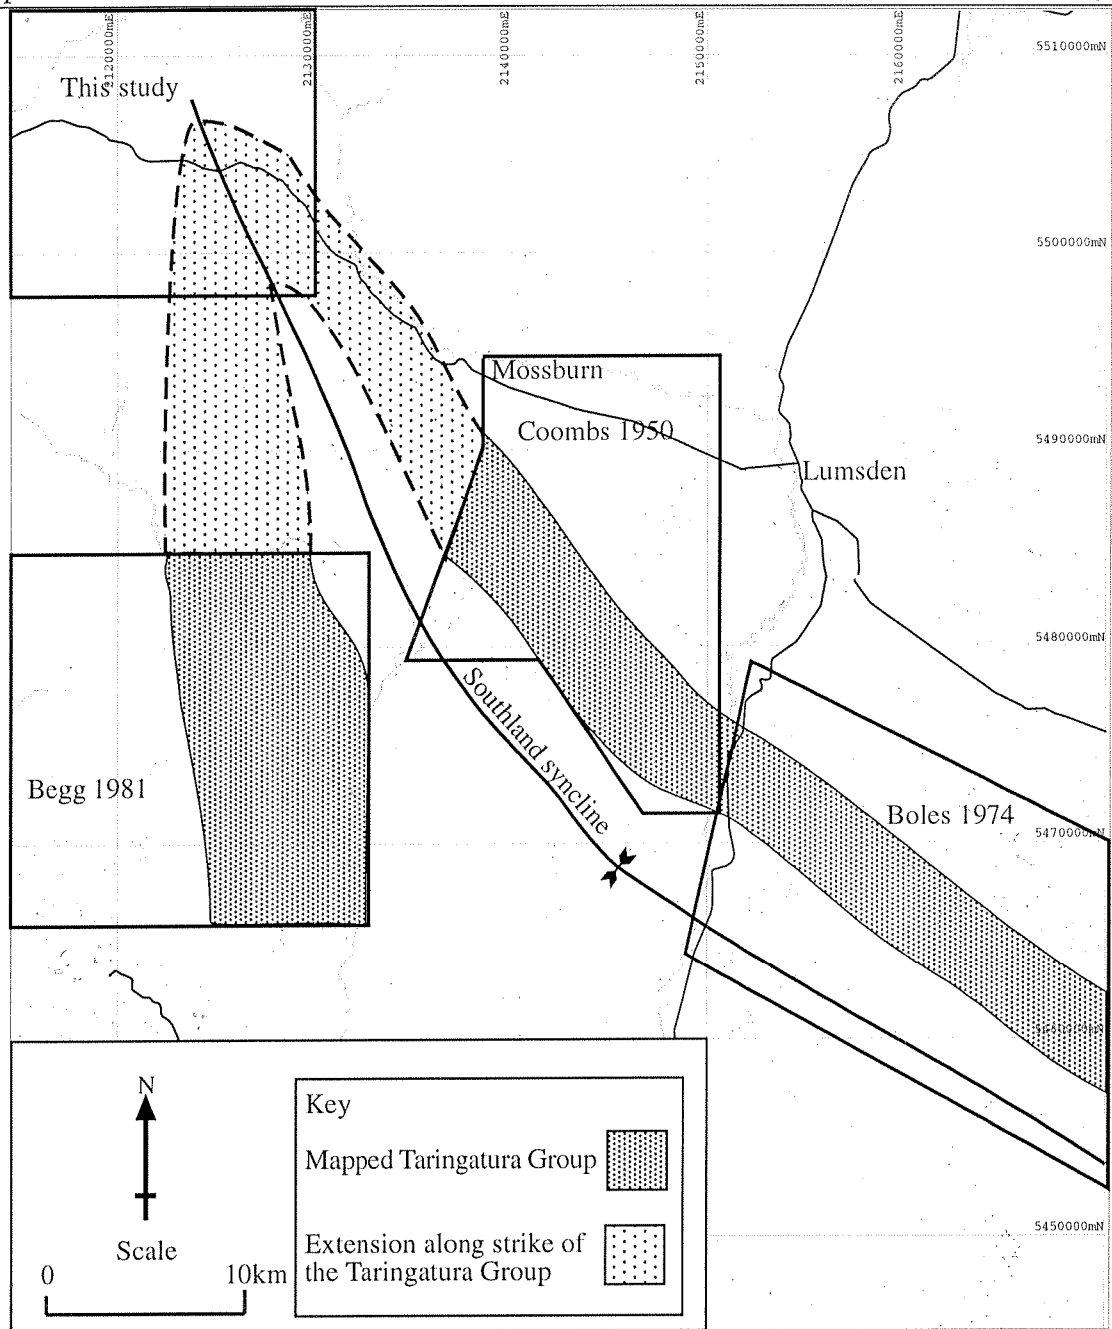 2120000mE
2130000mE
2140000mE
2150000mE
2160000mE
5510000mN
This study
5500000mN
Mossburn
Coombs 1950
5490000mN
Lumsden
5480000mN
Southland syncline
Begg 1981
Boles 1974
5470000mN
5450000mN
N
Scale
0
10km
Key
Mapped Taringatura Group
Extension along strike of
the Taringatura Group